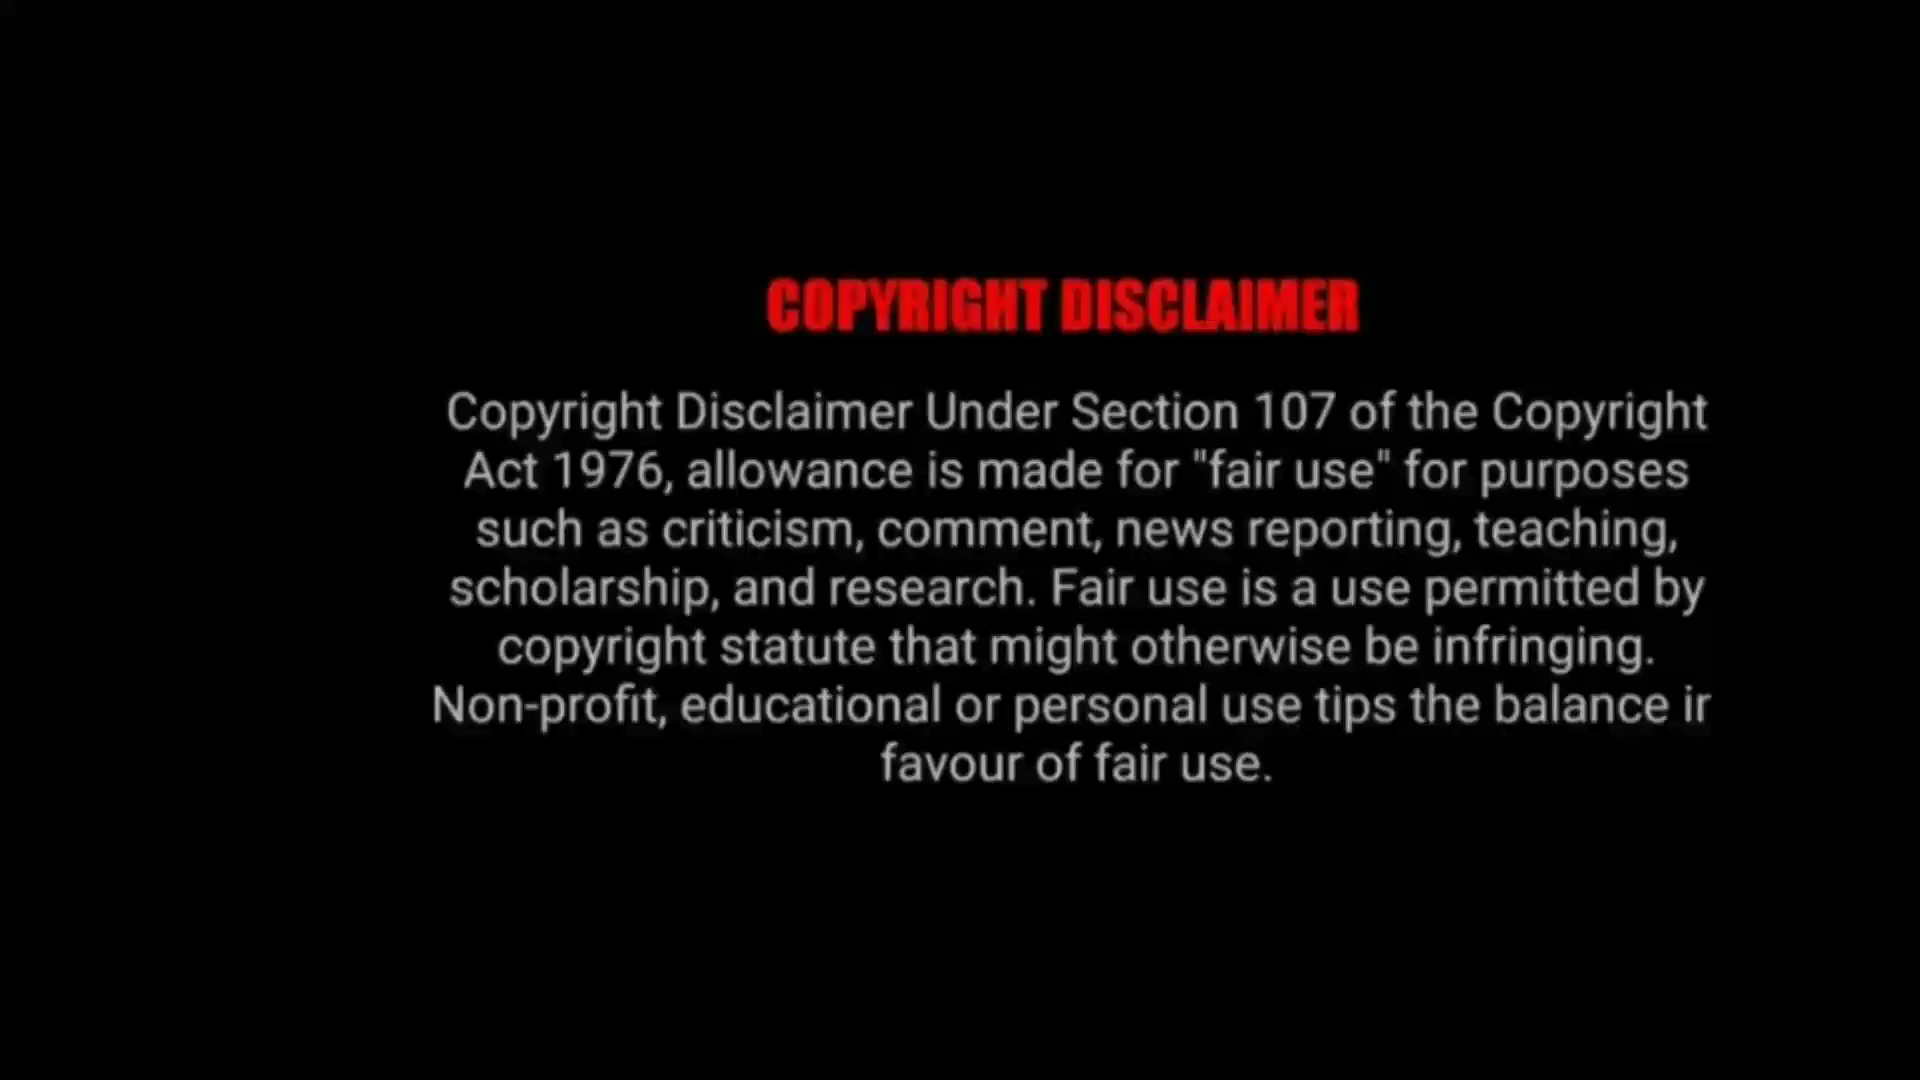 COPYRIGHT DISCLAIMER
Copyright Disclaimer Under Section 107 of the Copyright
Act 1976, allowance is made for "fair use" for purposes
such as criticism, comment, news reporting, teaching,
scholarship, and research. Fair use is a use permitted by
copyright statute that might otherwise be infringing.
Non-profit, educational or personal use tips the balance ir
favour of fair use.